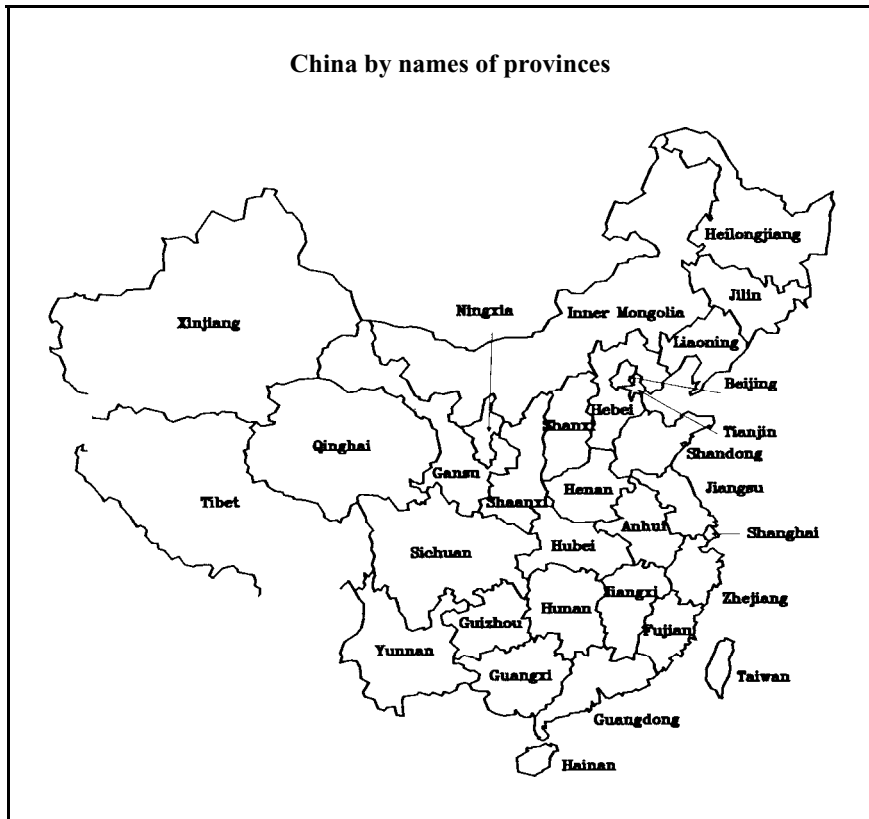 China by names of provinces
Heilongjiang
Jilin
Ningxia
Inner Mongolia
Xinjiang
Liaoning
Beijing
Hebei
Shanxi
Tianjin
Qinghai
Shandong
Gansu
Henan
Jiangsu
Tibet
Shaanxi
Anhui
Shanghai
Hubei
Sichuan
Jiangxi
Zhejiang
Hunan
Guizhou
Fujian
Yunnan
Guangxi
Taiwan
Guangdong
Hainan